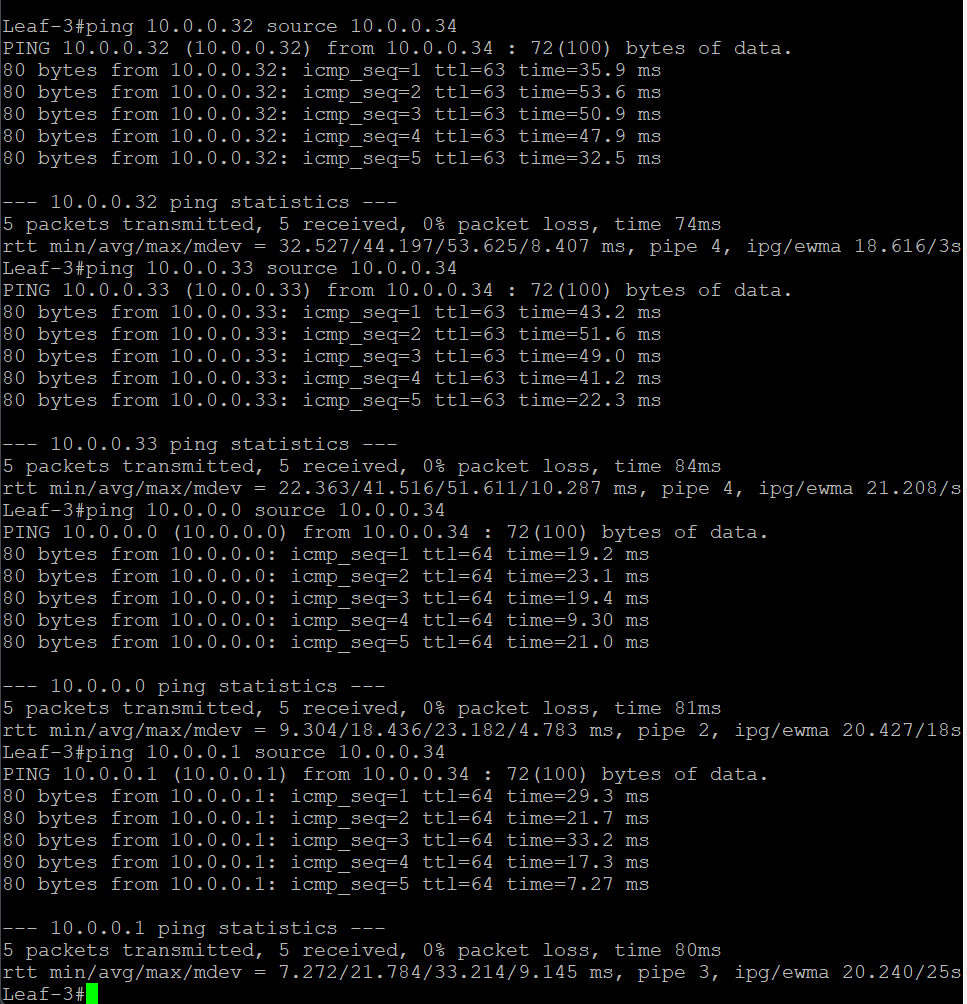 Leaf-3#ping 10.0.0.32 source 10.0.0.34
PING 10.0.0.32 (10.0.0.32) from 10.0.0.34 : 72(100) bytes of data.
80 bytes from 10.0.0.32: icmp_seq=1 ttl=63 time=35.9 ms
80 bytes from 10.0.0.32: icmp_seq=2 ttl=63 time=53.6 ms
80 bytes from 10.0.0.32: icmp_seq=3 ttl=63 time=50.9 ms
80 bytes from 10.0.0.32: icmp_seq=4 ttl=63 time=47.9 ms
80 bytes from 10.0.0.32: icmp_seq=5 ttl=63 time=32.5 ms
--- 10.0.0.32 ping statistics ---
5 packets transmitted, 5 received, 0% packet loss, time 74ms
rtt min/avg/max/mdev = 32.527/44.197/53.625/8.407 ms, pipe 4, ipg/ewma 18.616/3s
Leaf-3#ping 10.0.0.33 source 10.0.0.34
PING 10.0.0.33 (10.0.0.33) from 10.0.0.34 : 72(100) bytes of data.
80 bytes from 10.0.0.33: icmp_seq=1 ttl=63 time=43.2 ms
80 bytes from 10.0.0.33: icmp_seq=2 ttl=63 time=51.6 ms
80 bytes from 10.0.0.33: icmp_seq=3 ttl=63 time=49.0 ms
80 bytes from 10.0.0.33: icmp_seq=4 ttl=63 time=41.2 ms
80 bytes from 10.0.0.33: icmp_seq=5 ttl=63 time=22.3 ms
--- 10.0.0.33 ping statistics ---
5 packets transmitted, 5 received, 0% packet loss, time 84ms
rtt min/avg/max/mdev = 22.363/41.516/51.611/10.287 ms, pipe 4, ipg/ewma 21.208/s
Leaf-3#ping 10.0.0.0 source 10.0.0.34
PING 10.0.0.0 (10.0.0.0) from 10.0.0.34 : 72(100) bytes of data.
80 bytes from 10.0.0.0: icmp_seq=1 ttl=64 time=19.2 ms
80 bytes from 10.0.0.0: icmp_seq=2 ttl=64 time=23.1 ms
80 bytes from 10.0.0.0: icmp_seq=3 ttl=64 time=19.4 ms
80 bytes from 10.0.0.0: icmp_seq=4 ttl=64 time=9.30 ms
80 bytes from 10.0.0.0: icmp_seq=5 ttl=64 time=21.0 ms
--- 10.0.0.0 ping statistics ---
5 packets transmitted, 5 received, 0% packet loss, time 81ms
rtt min/avg/max/mdev = 9.304/18.436/23.182/4.783 ms, pipe 2, ipg/ewma 20.427/18s
Leaf-3#ping 10.0.0.1 source 10.0.0.34
PING 10.0.0.1 (10.0.0.1) from 10.0.0.34 : 72(100) bytes of data.
80 bytes from 10.0.0.1: icmp_seq=1 ttl=64 time=29.3 ms
80 bytes from 10.0.0.1: icmp_seq=2 ttl=64 time=21.7 ms
80 bytes from 10.0.0.1: icmp_seq=3 ttl=64 time=33.2 ms
80 bytes from 10.0.0.1: icmp_seq=4 ttl=64 time=17.3 ms
80 bytes from 10.0.0.1: icmp_seq=5 ttl=64 time=7.27 ms
--- 10.0.0.1 ping statistics ---
5 packets transmitted, 5 received, 0% packet loss, time 80ms
rtt min/avg/max/mdev = 7.272/21.784/33.214/9.145 ms, pipe 3, ipg/ewma 20.240/25s
Leaf-3#